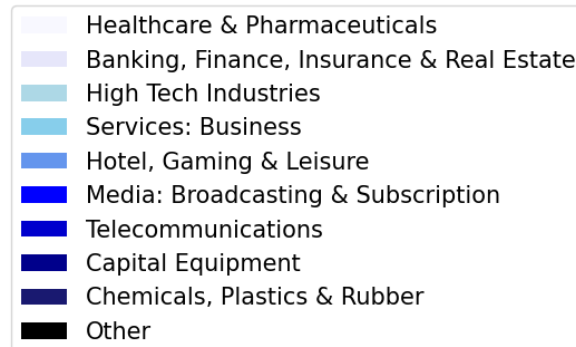 Healthcare & Pharmaceuticals
Banking, Finance, Insurance & Real Estate
High Tech Industries
Services: Business
Hotel, Gaming & Leisure
Media: Broadcasting & Subscription
Telecommunications
Capital Equipment
Chemicals, Plastics & Rubber
Other